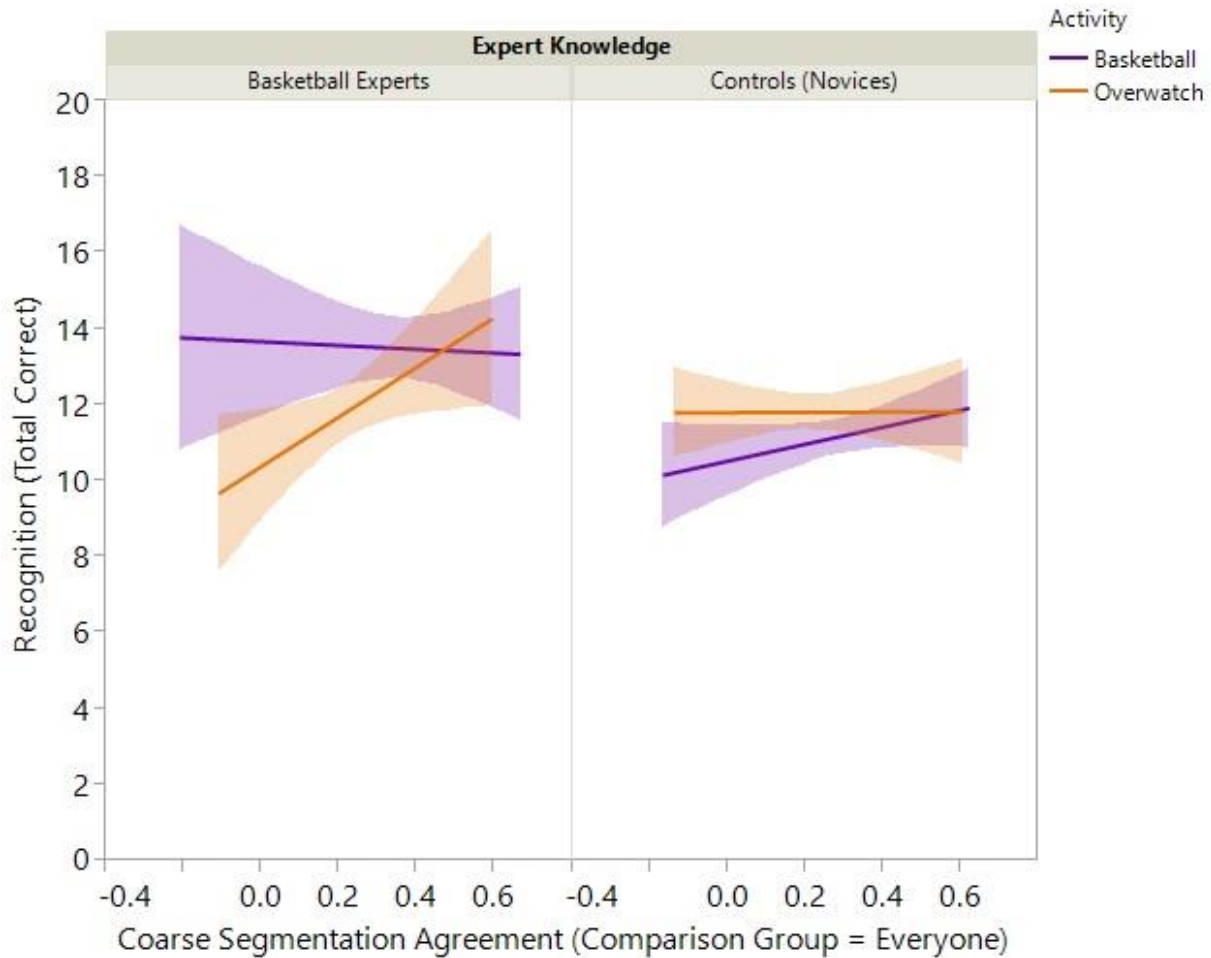 Activity
Basketball
Overwatch
Expert Knowledge
Basketball Experts
Controls (Novices)
Recognition (Total Correct)
20
18
16
14
12
10
8
6
4
2
0
-0.4 0.0 0.2 0.4 0.6 -0.4 0.0 0.2 0.4 0.6
Coarse Segmentation Agreement (Comparison Group = Everyone)